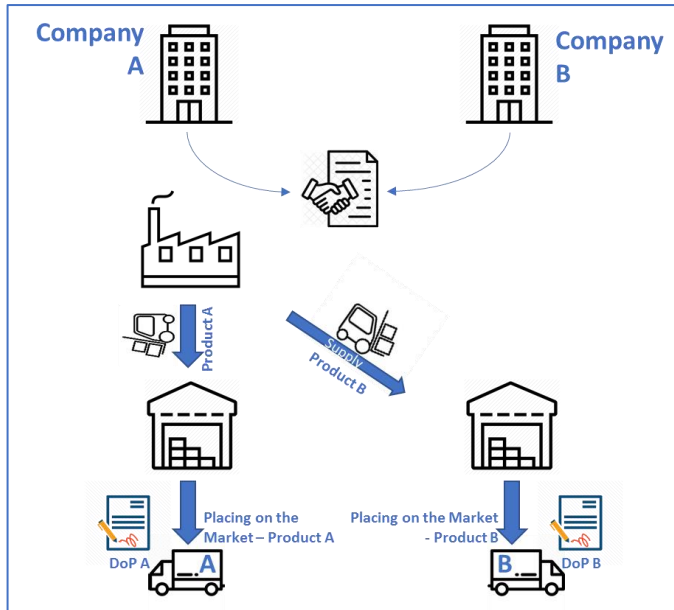 Company
A
Company
B
Product A
Supply
Product B
Placing on the
Market – Product A
Placing on the Market
- Product B
DoP A
A
B
DoP B